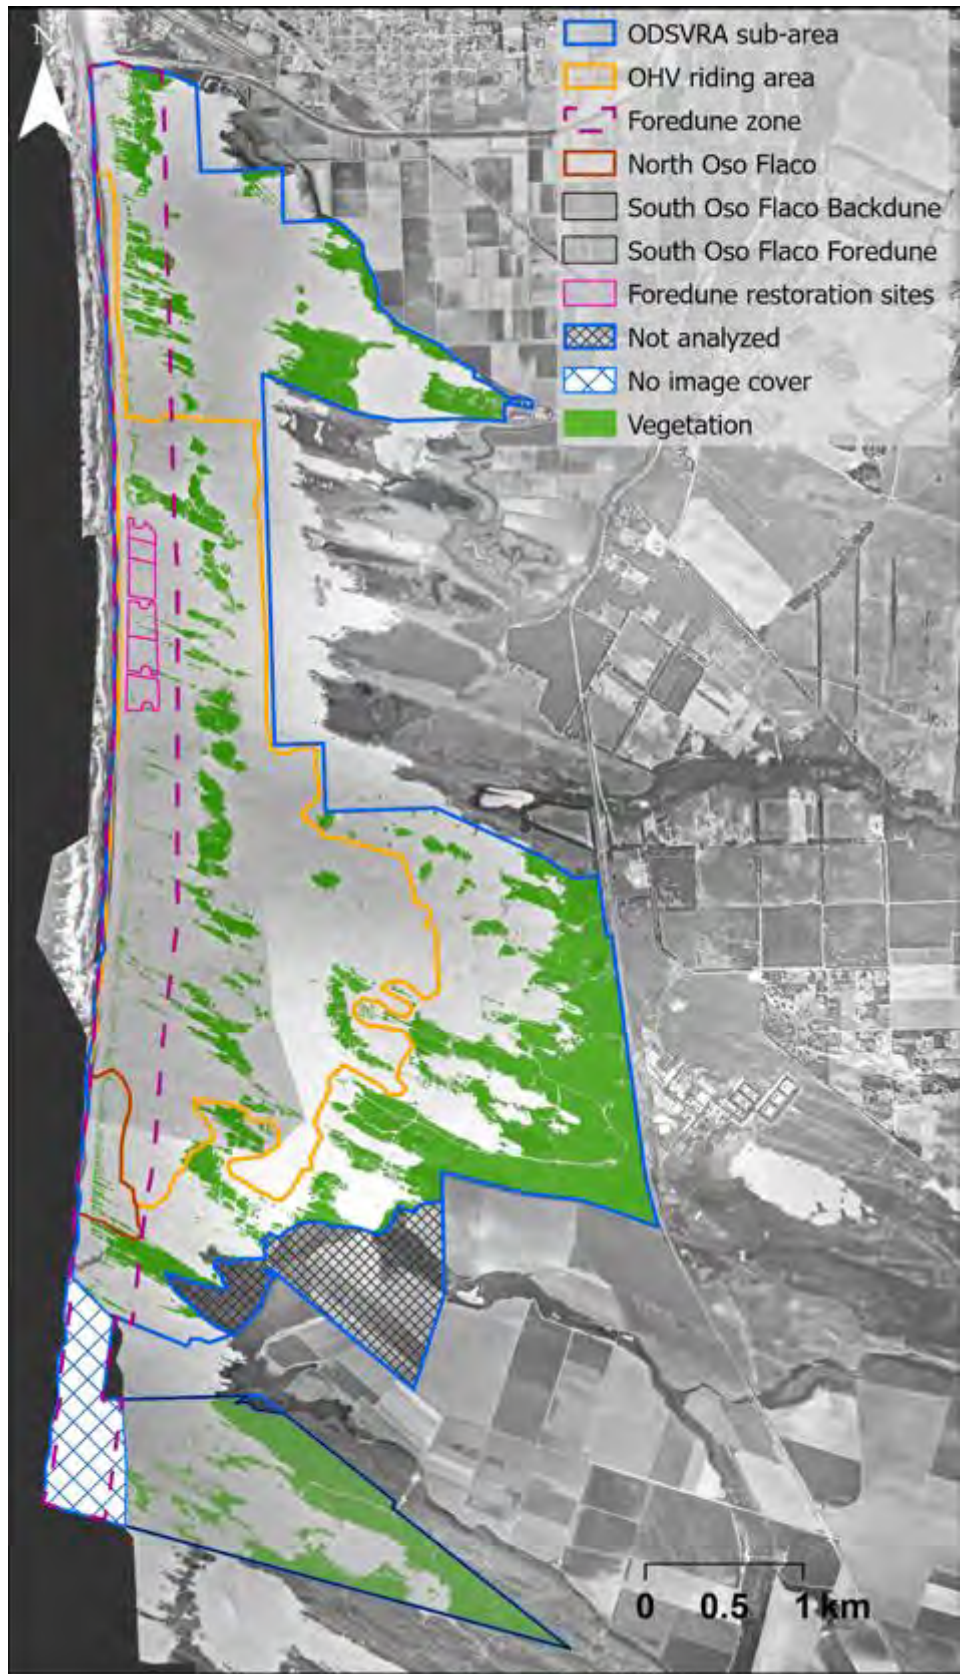 N
ODSVRA sub-area
OHV riding area
Foredune zone
North Oso Flaco
South Oso Flaco Backdune
South Oso Flaco Foredune
Foredune restoration sites
Not analyzed
No image cover
Vegetation
0 0.5 1 km